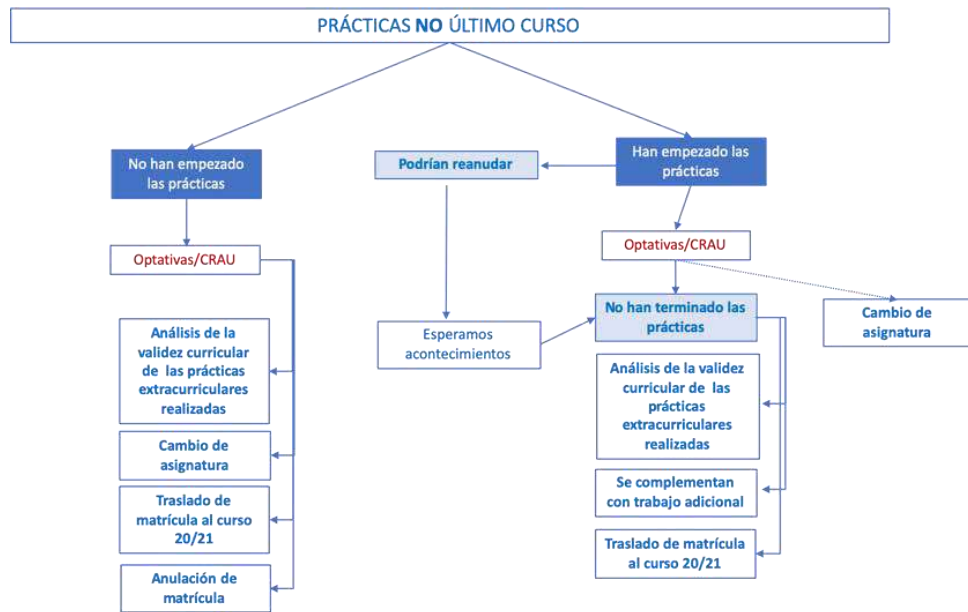 PRÁCTICAS NO ÚLTIMO CURSO
No han empezado
las prácticas
Optativas/CRAU
Análisis de la
validez curricular
de las prácticas
extracurriculares
realizadas
Cambio de
asignatura
Traslado de
matrícula al curso
20/21
Anulación de
matrícula
Podrían reanudar
Esperamos
acontecimientos
Han empezado las
prácticas
Optativas/CRAU
No han terminado las
prácticas
Análisis de la validez
curricular de las
prácticas
extracurriculares
realizadas
Se complementan
con trabajo adicional
Traslado de matrícula
al curso 20/21
Cambio de
asignatura